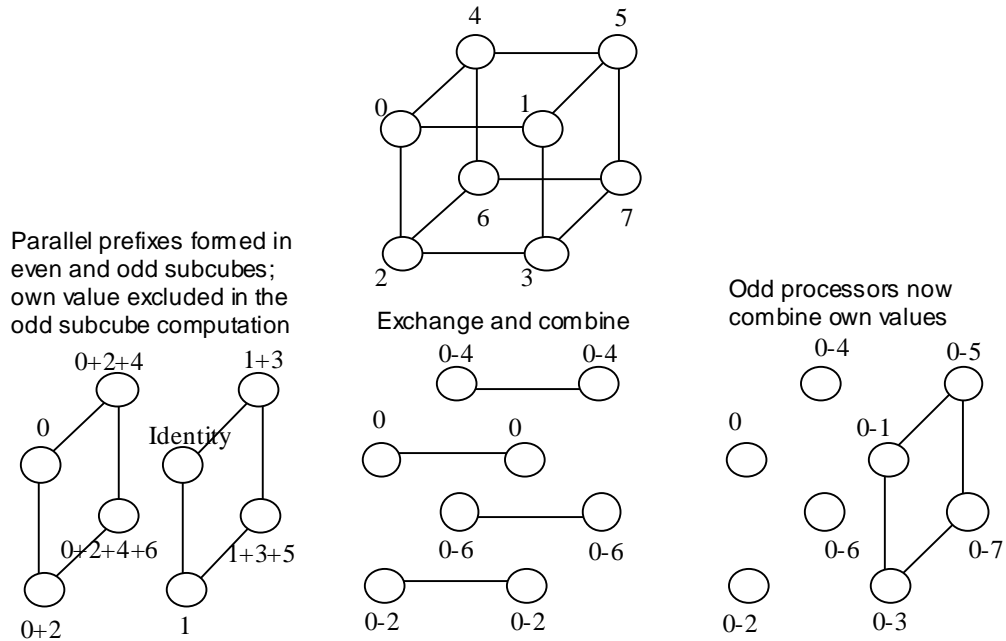 4 5
0 1
6 7
2 3
Parallel prefixes formed in
even and odd subcubes;
own value excluded in the
odd subcube computation
0+2+4 1+3
0 Identity
0+2+4+6 1+3+5
0+2 1
Exchange and combine
0-4 0-4
0 0
0-6 0-6
0-2 0-2
Odd processors now
combine own values
0-4 0-5
0 0-1
0-6 0-7
0-2 0-3